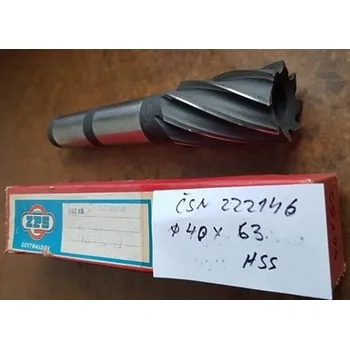 ČSN 222146
ø 40 x 63
HSS
ZPS
GOTTWALDOV